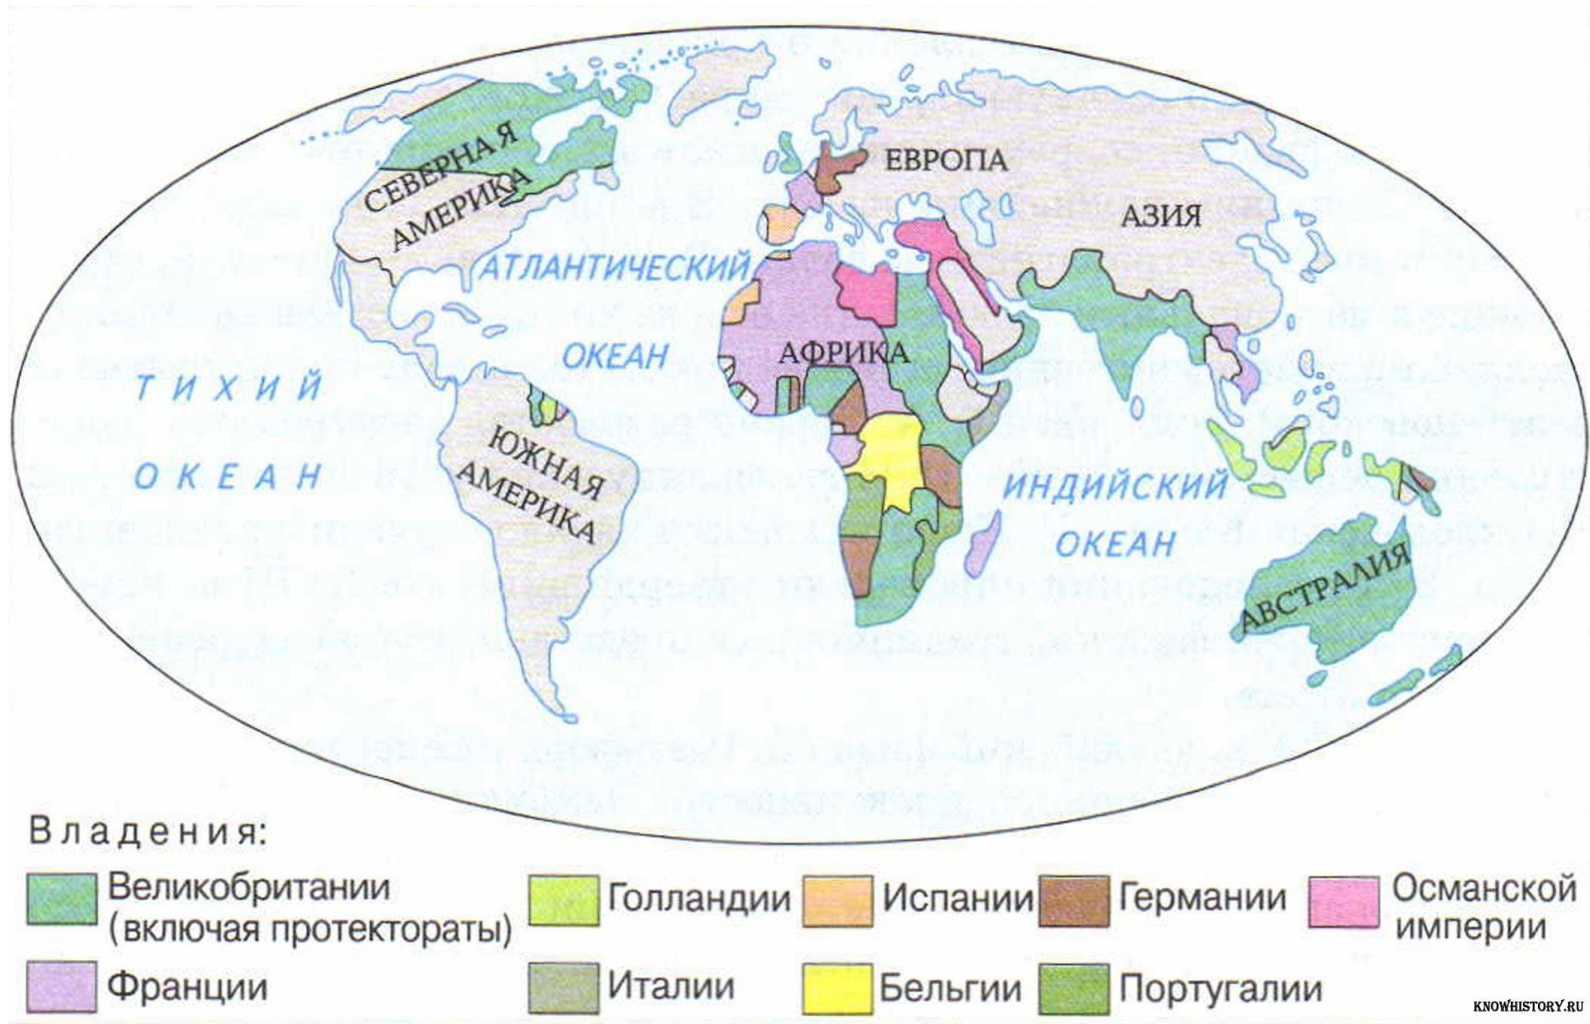 СЕВЕРНАЯ
АМЕРИКА
ЕВРОПА
АЗИЯ
АТЛАНТИЧЕСКИЙ
ОКЕАН
АФРИКА
ТИХИЙ
ОКЕАН
ЮЖНАЯ
АМЕРИКА
ИНДИЙСКИЙ
ОКЕАН
АВСТРАЛИЯ
Владения:
Великобритании
(включая протектораты)
Голландии
Испании
Германии
Османской
империи
Франции
Италии
Бельгии
Португалии
KNOWHISTORY.RU